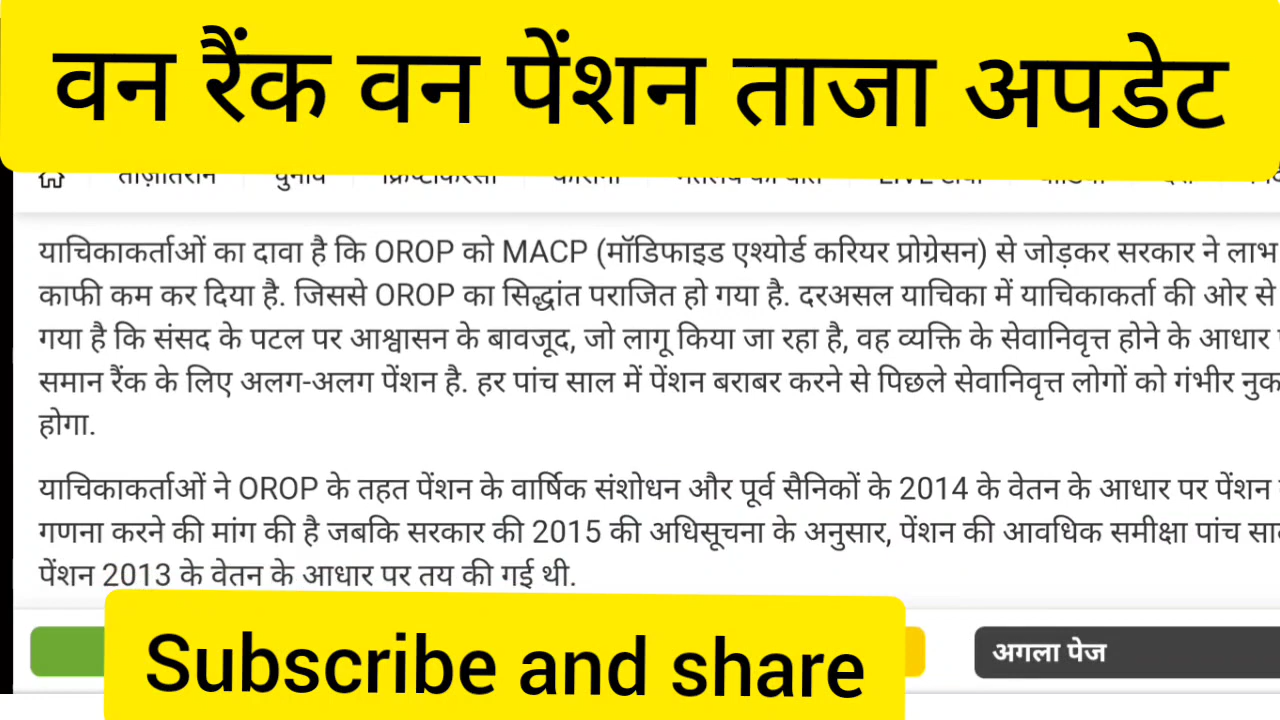 वन रैंक वन पेंशन ताजा अपडेट
याचिकाकर्ताओं का दावा है कि OROP को MACP (मॉडिफाइड एश्योर्ड करियर प्रोग्रेसन) से जोड़कर सरकार ने लाभ
काफी कम कर दिया है. जिससे OROP का सिद्धांत पराजित हो गया है. दरअसल याचिका में याचिकाकर्ता की ओर से
गया है कि संसद के पटल पर आश्वासन के बावजूद, जो लागू किया जा रहा है, वह व्यक्ति के सेवानिवृत्त होने के आधार
समान रैंक के लिए अलग-अलग पेंशन है. हर पांच साल में पेंशन बराबर करने से पिछले सेवानिवृत्त लोगों को गंभीर
होगा.
याचिकाकर्ताओं ने OROP के तहत पेंशन के वार्षिक संशोधन और पूर्व सैनिकों के 2014 के वेतन के आधार पर पेंशन
गणना करने की मांग की है जबकि सरकार की 2015 की अधिसूचना के अनुसार, पेंशन की आवधिक समीक्षा पांच
पेंशन 2013 के वेतन के आधार पर तय की गई थी.
अगला पेज
Subscribe and share